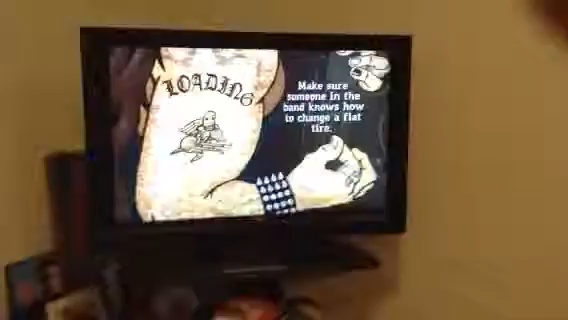 LOADING
Make sure
someone in the
band knows how
to change a flat
tire.